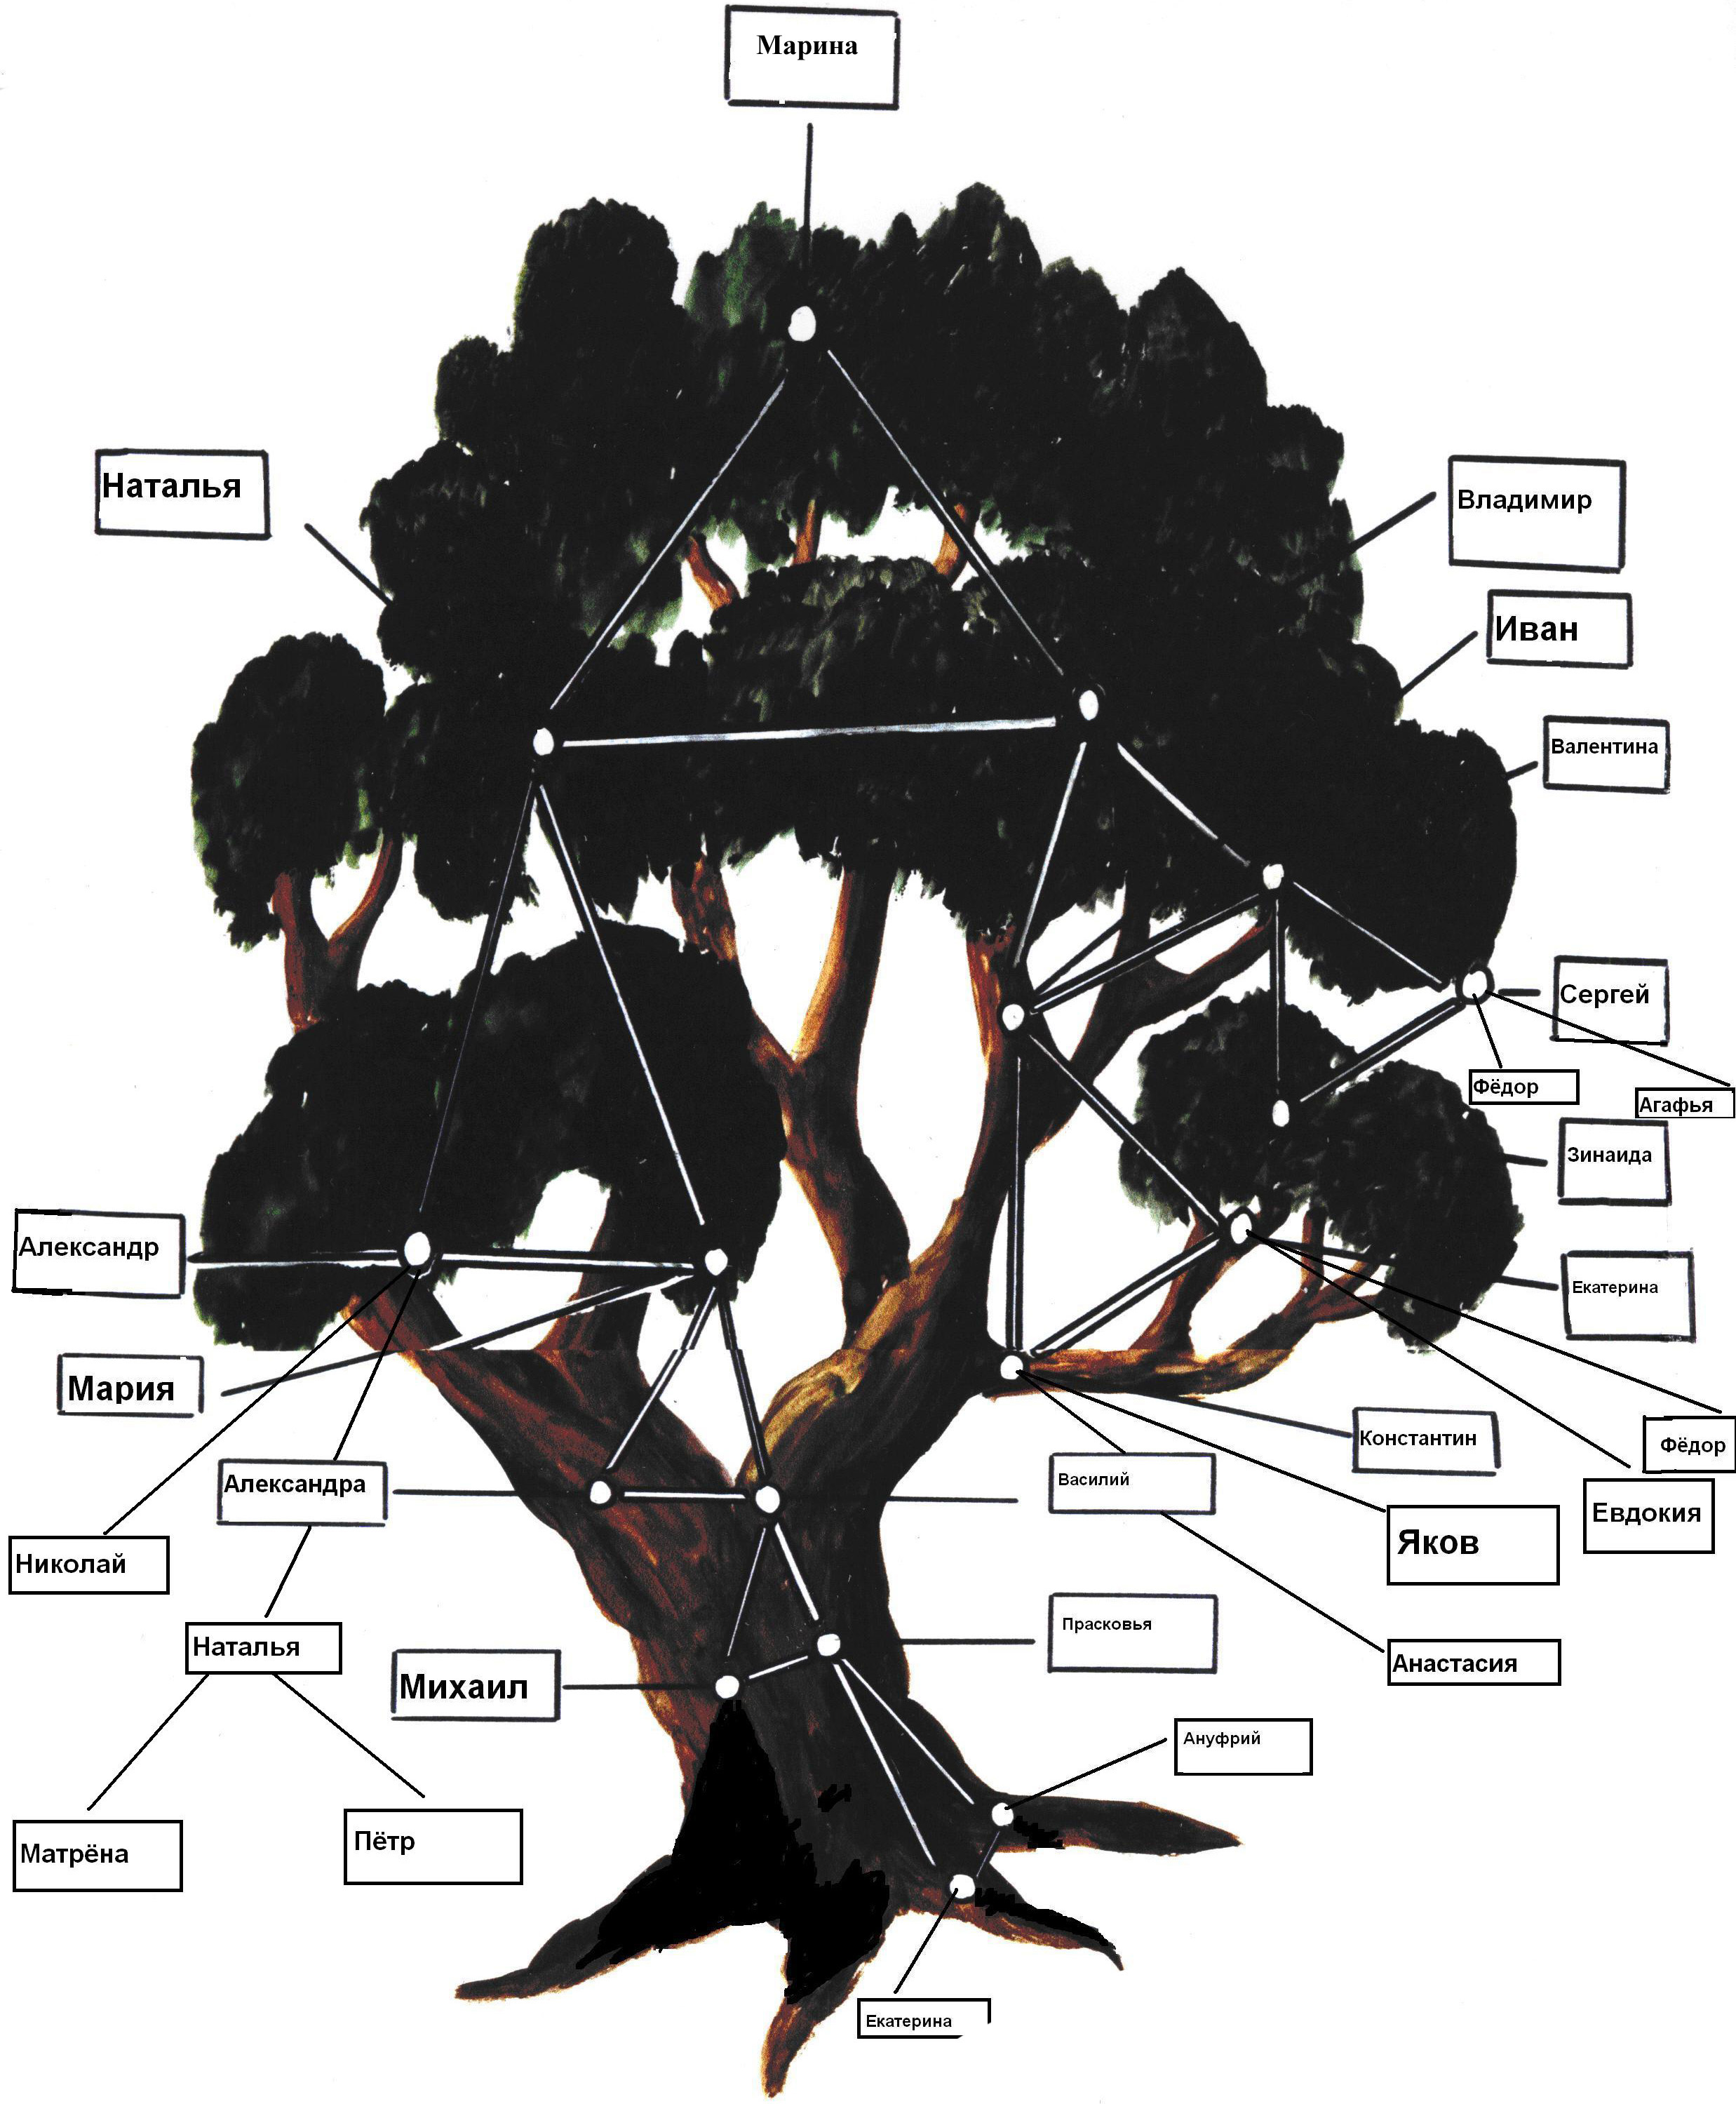 Марина
Наталья
Владимир
Иван
Валентина
Сергей
Фёдор
Агафья
Зинаида
Александр
Екатерина
Мария
Константин
Фёдор
Александра
Василий
Евдокия
Яков
Николай
Прасковья
Наталья
Анастасия
Михаил
Ануфрий
Матрёна
Пётр
Екатерина